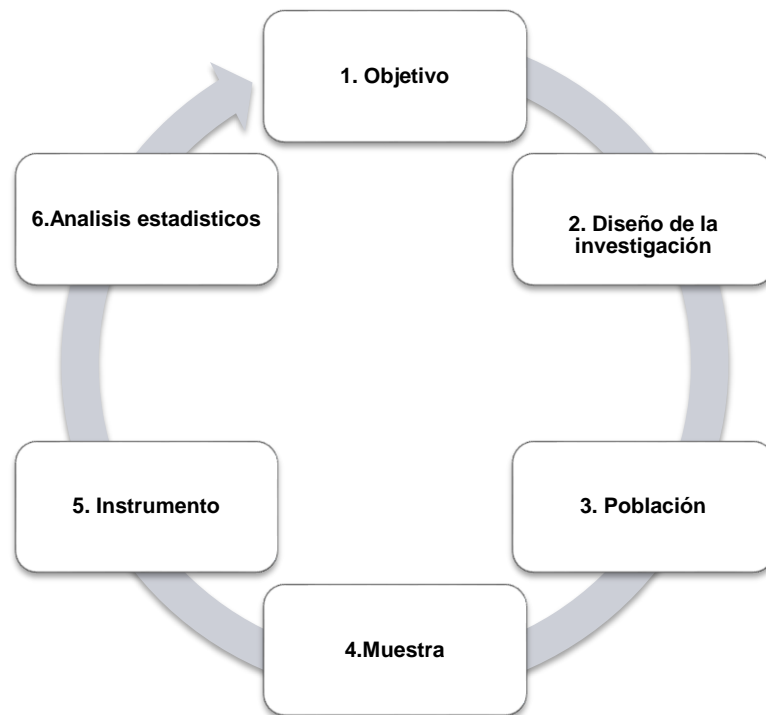 1. Objetivo
2. Diseño de la
investigación
3. Población
4.Muestra
5. Instrumento
6.Analisis estadisticos